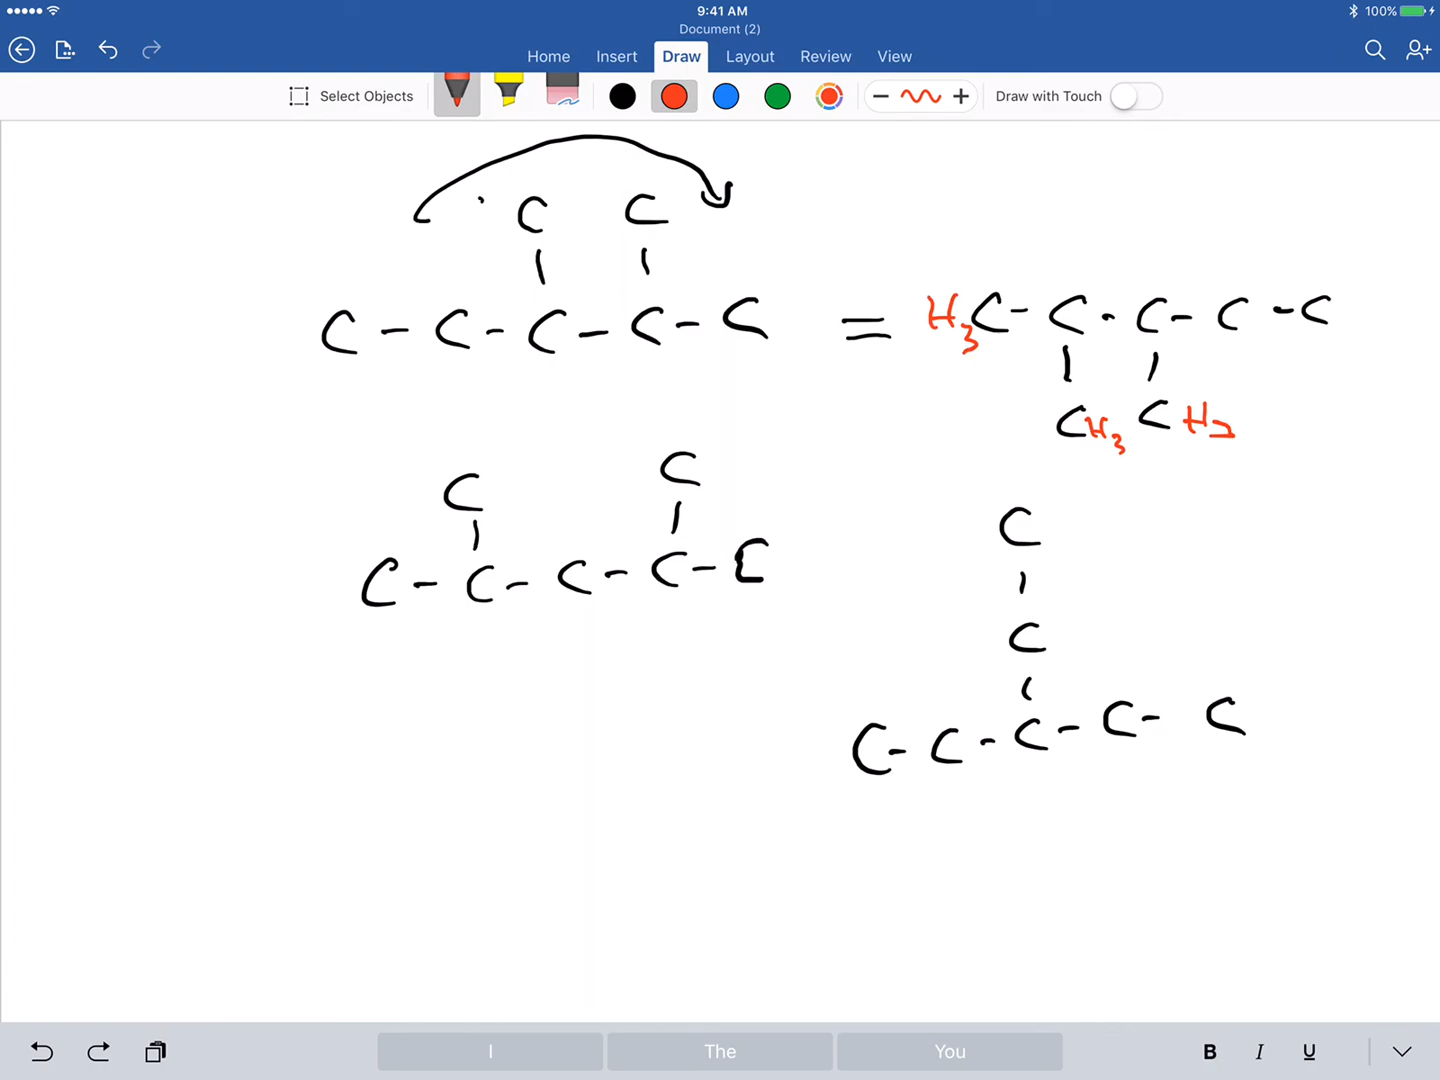 9:41 AM
100%
Document (2)
Home Insert Draw Layout Review View
Select Objects
Draw with Touch
C C
C - C - C - C - C = H3C - C - C - C - C
CH3 CH3
C C
C - C - C - C - C
C
C
C - C - C - C - C
I The You
B I U